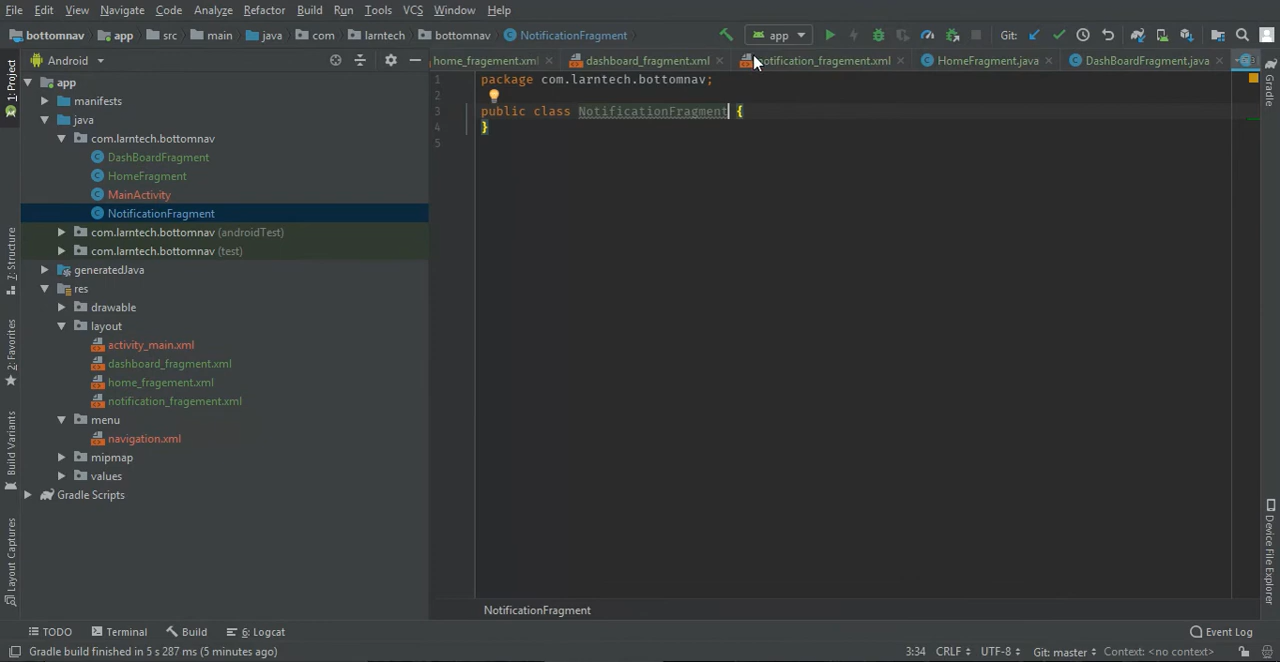 File Edit View Navigate Code Analyze Refactor Build Run Tools VCS Window Help
bottomnav app src main java com larntech bottomnav NotificationFragment app Git:
1: Project
Android
home_fragement.xml dashboard_fragment.xml notification_fragement.xml HomeFragment.java DashBoardFragment.java
Gradle
app
manifests
java
com.larntech.bottomnav
DashBoardFragment
HomeFragment
MainActivity
NotificationFragment
com.larntech.bottomnav (androidTest)
com.larntech.bottomnav (test)
generatedJava
res
drawable
layout
activity_main.xml
dashboard_fragment.xml
home_fragement.xml
notification_fragement.xml
menu
navigation.xml
mipmap
values
Gradle Scripts
1 package com.larntech.bottomnav;
2
3 public class NotificationFragment {
4 }
5
7: Structure
2: Favorites
Build Variants
Layout Captures
Device File Explorer
NotificationFragment
TODO Terminal Build 6: Logcat Event Log
Gradle build finished in 5 s 287 ms (5 minutes ago) 3:34 CRLF UTF-8 Git: master Context: <no context>